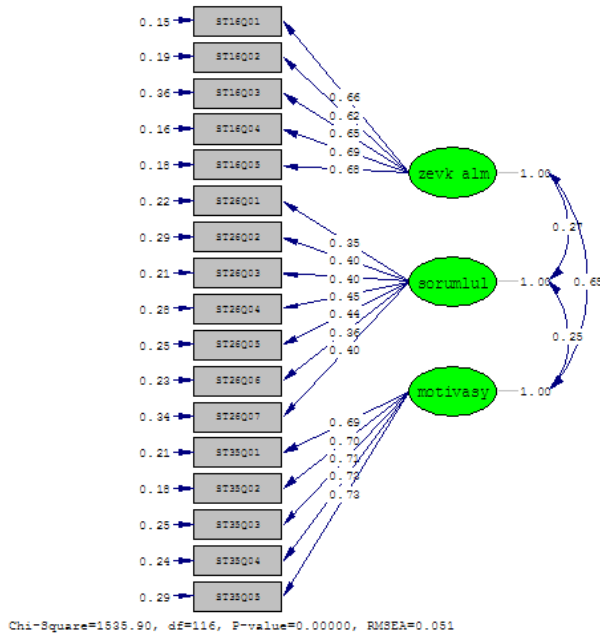 0.15 ST16Q01
0.19 ST16Q02
0.36 ST16Q03
0.16 ST16Q04
0.18 ST16Q05
0.22 ST26Q01
0.29 ST26Q02
0.21 ST26Q03
0.28 ST26Q04
0.25 ST26Q05
0.23 ST26Q06
0.34 ST26Q07
0.21 ST35Q01
0.18 ST35Q02
0.25 ST35Q03
0.24 ST35Q04
0.29 ST35Q05
0.66
0.62
0.65
0.69
0.68
zevk alm 1.00
0.35
0.40
0.40
0.45
0.44
0.36
0.40
sorumlul 1.00
0.69
0.70
0.71
0.73
motivasy 1.00
0.27
0.65
0.25
Chi-Square=1535.90, df=116, P-value=0.00000, RMSEA=0.051